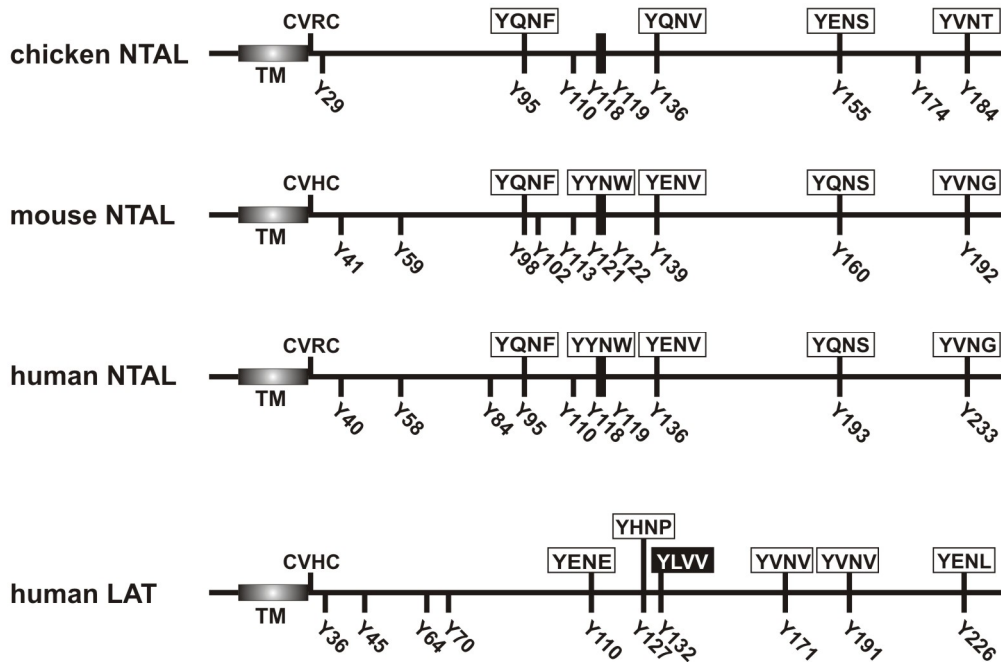 CVRC YQNF YQNV YENS YVNT
chicken NTAL
TM
Y29 Y95 Y110 Y118 Y119 Y136 Y155 Y174 Y184
CVHC YQNF YYNW YENV YQNS YVNG
mouse NTAL
TM
Y41 Y59 Y98 Y102 Y113 Y121 Y122 Y139 Y160 Y192
CVRC YQNF YYNW YENV YQNS YVNG
human NTAL
TM
Y40 Y58 Y84 Y95 Y110 Y118 Y119 Y136 Y193 Y233
YHNP
CVHC YENE YLVV YVNV YVNV YENL
human LAT
TM
Y36 Y45 Y64 Y70 Y110 Y127 Y132 Y171 Y191 Y226